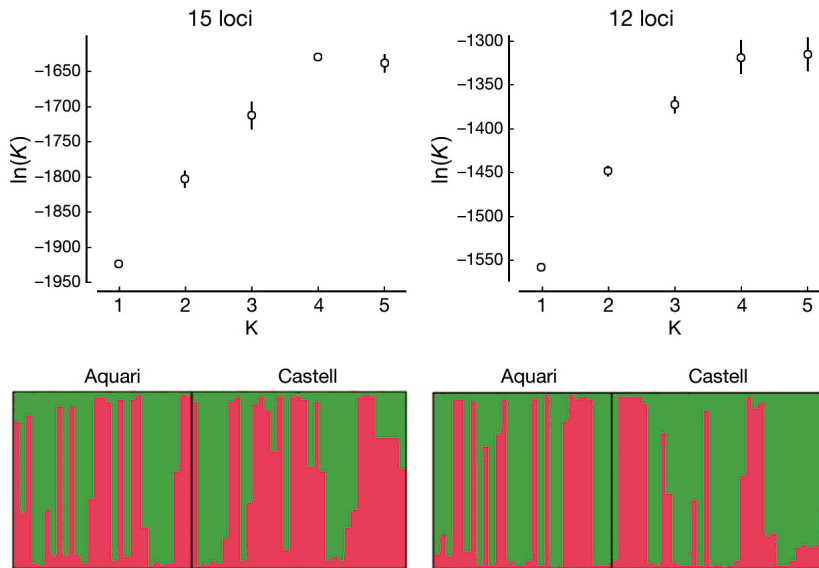 15 loci
12 loci
ln(K)
−1650
−1700
−1750
−1800
−1850
−1900
−1950
1 2 3 4 5
K
ln(K)
−1300
−1350
−1400
−1450
−1500
−1550
1 2 3 4 5
K
Aquari Castell
Aquari Castell